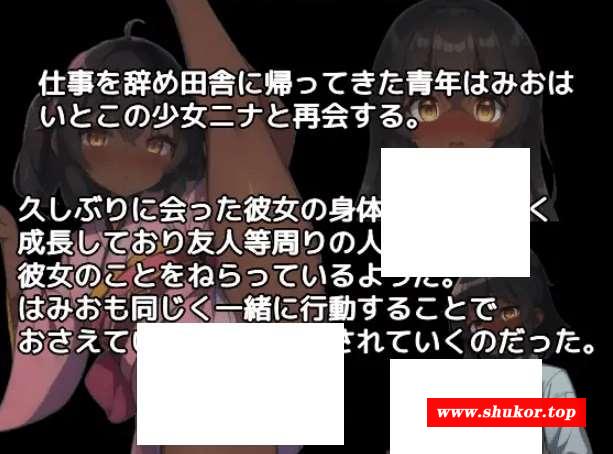 仕事を辞め田舎に帰ってきた青年はみおは
いとこの少女ニナと再会する。
久しぶりに会った彼女の身体 く
成長しており友人等周りの人
彼女のことをねらっているようだ。
はみおも同じく一緒に行動することで
おさえて されていくのだった。
www.shukor.top